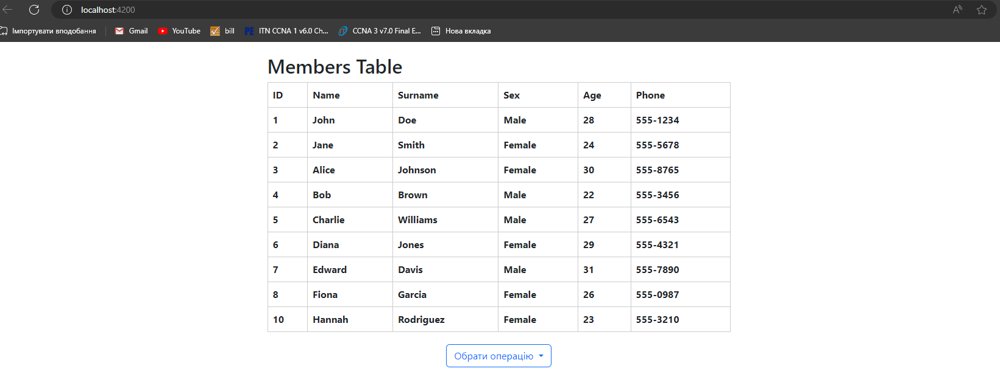 localhost:4200
Імпортувати вподобання Gmail YouTube bill ITN CCNA 1 v6.0 Ch... CCNA 3 v7.0 Final E... Нова вкладка
Members Table
ID Name Surname Sex Age Phone
1 John Doe Male 28 555-1234
2 Jane Smith Female 24 555-5678
3 Alice Johnson Female 30 555-8765
4 Bob Brown Male 22 555-3456
5 Charlie Williams Male 27 555-6543
6 Diana Jones Female 29 555-4321
7 Edward Davis Male 31 555-7890
8 Fiona Garcia Female 26 555-0987
10 Hannah Rodriguez Female 23 555-3210
Обрати операцію